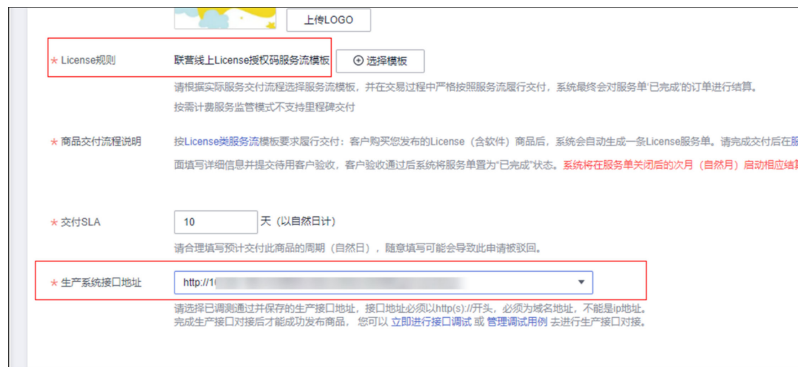 上传LOGO
* License规则 联营线上License授权码服务流模板 选择模板
请根据实际服务交付流程选择服务流模板，并在交易过程中严格按照服务流履行交付，系统最终会对服务单'已完成'的订单进行结算。
按需计费服务监管模式不支持里程碑交付
* 商品交付流程说明 按License类服务流模板要求履行交付：客户购买您发布的License（含软件）商品后，系统会自动生成一条License服务单。请完成交付后在服
面填写详细信息并提交待用客户验收，客户验收通过后系统将服务单置为“已完成”状态。系统将在服务单关闭后的次月（自然月）启动相应结算
* 交付SLA 10 天（以自然日计）
请合理填写预计交付此商品的周期（自然日），随意填写可能会导致此申请被驳回。
* 生产系统接口地址 http://1
请选择已调测通过并保存的生产接口地址，接口地址必须以http(s)://开头，必须为域名地址，不能是ip地址。
完成生产接口对接后才能成功发布商品， 您可以 立即进行接口调试 或 管理调试用例 去进行生产接口对接。